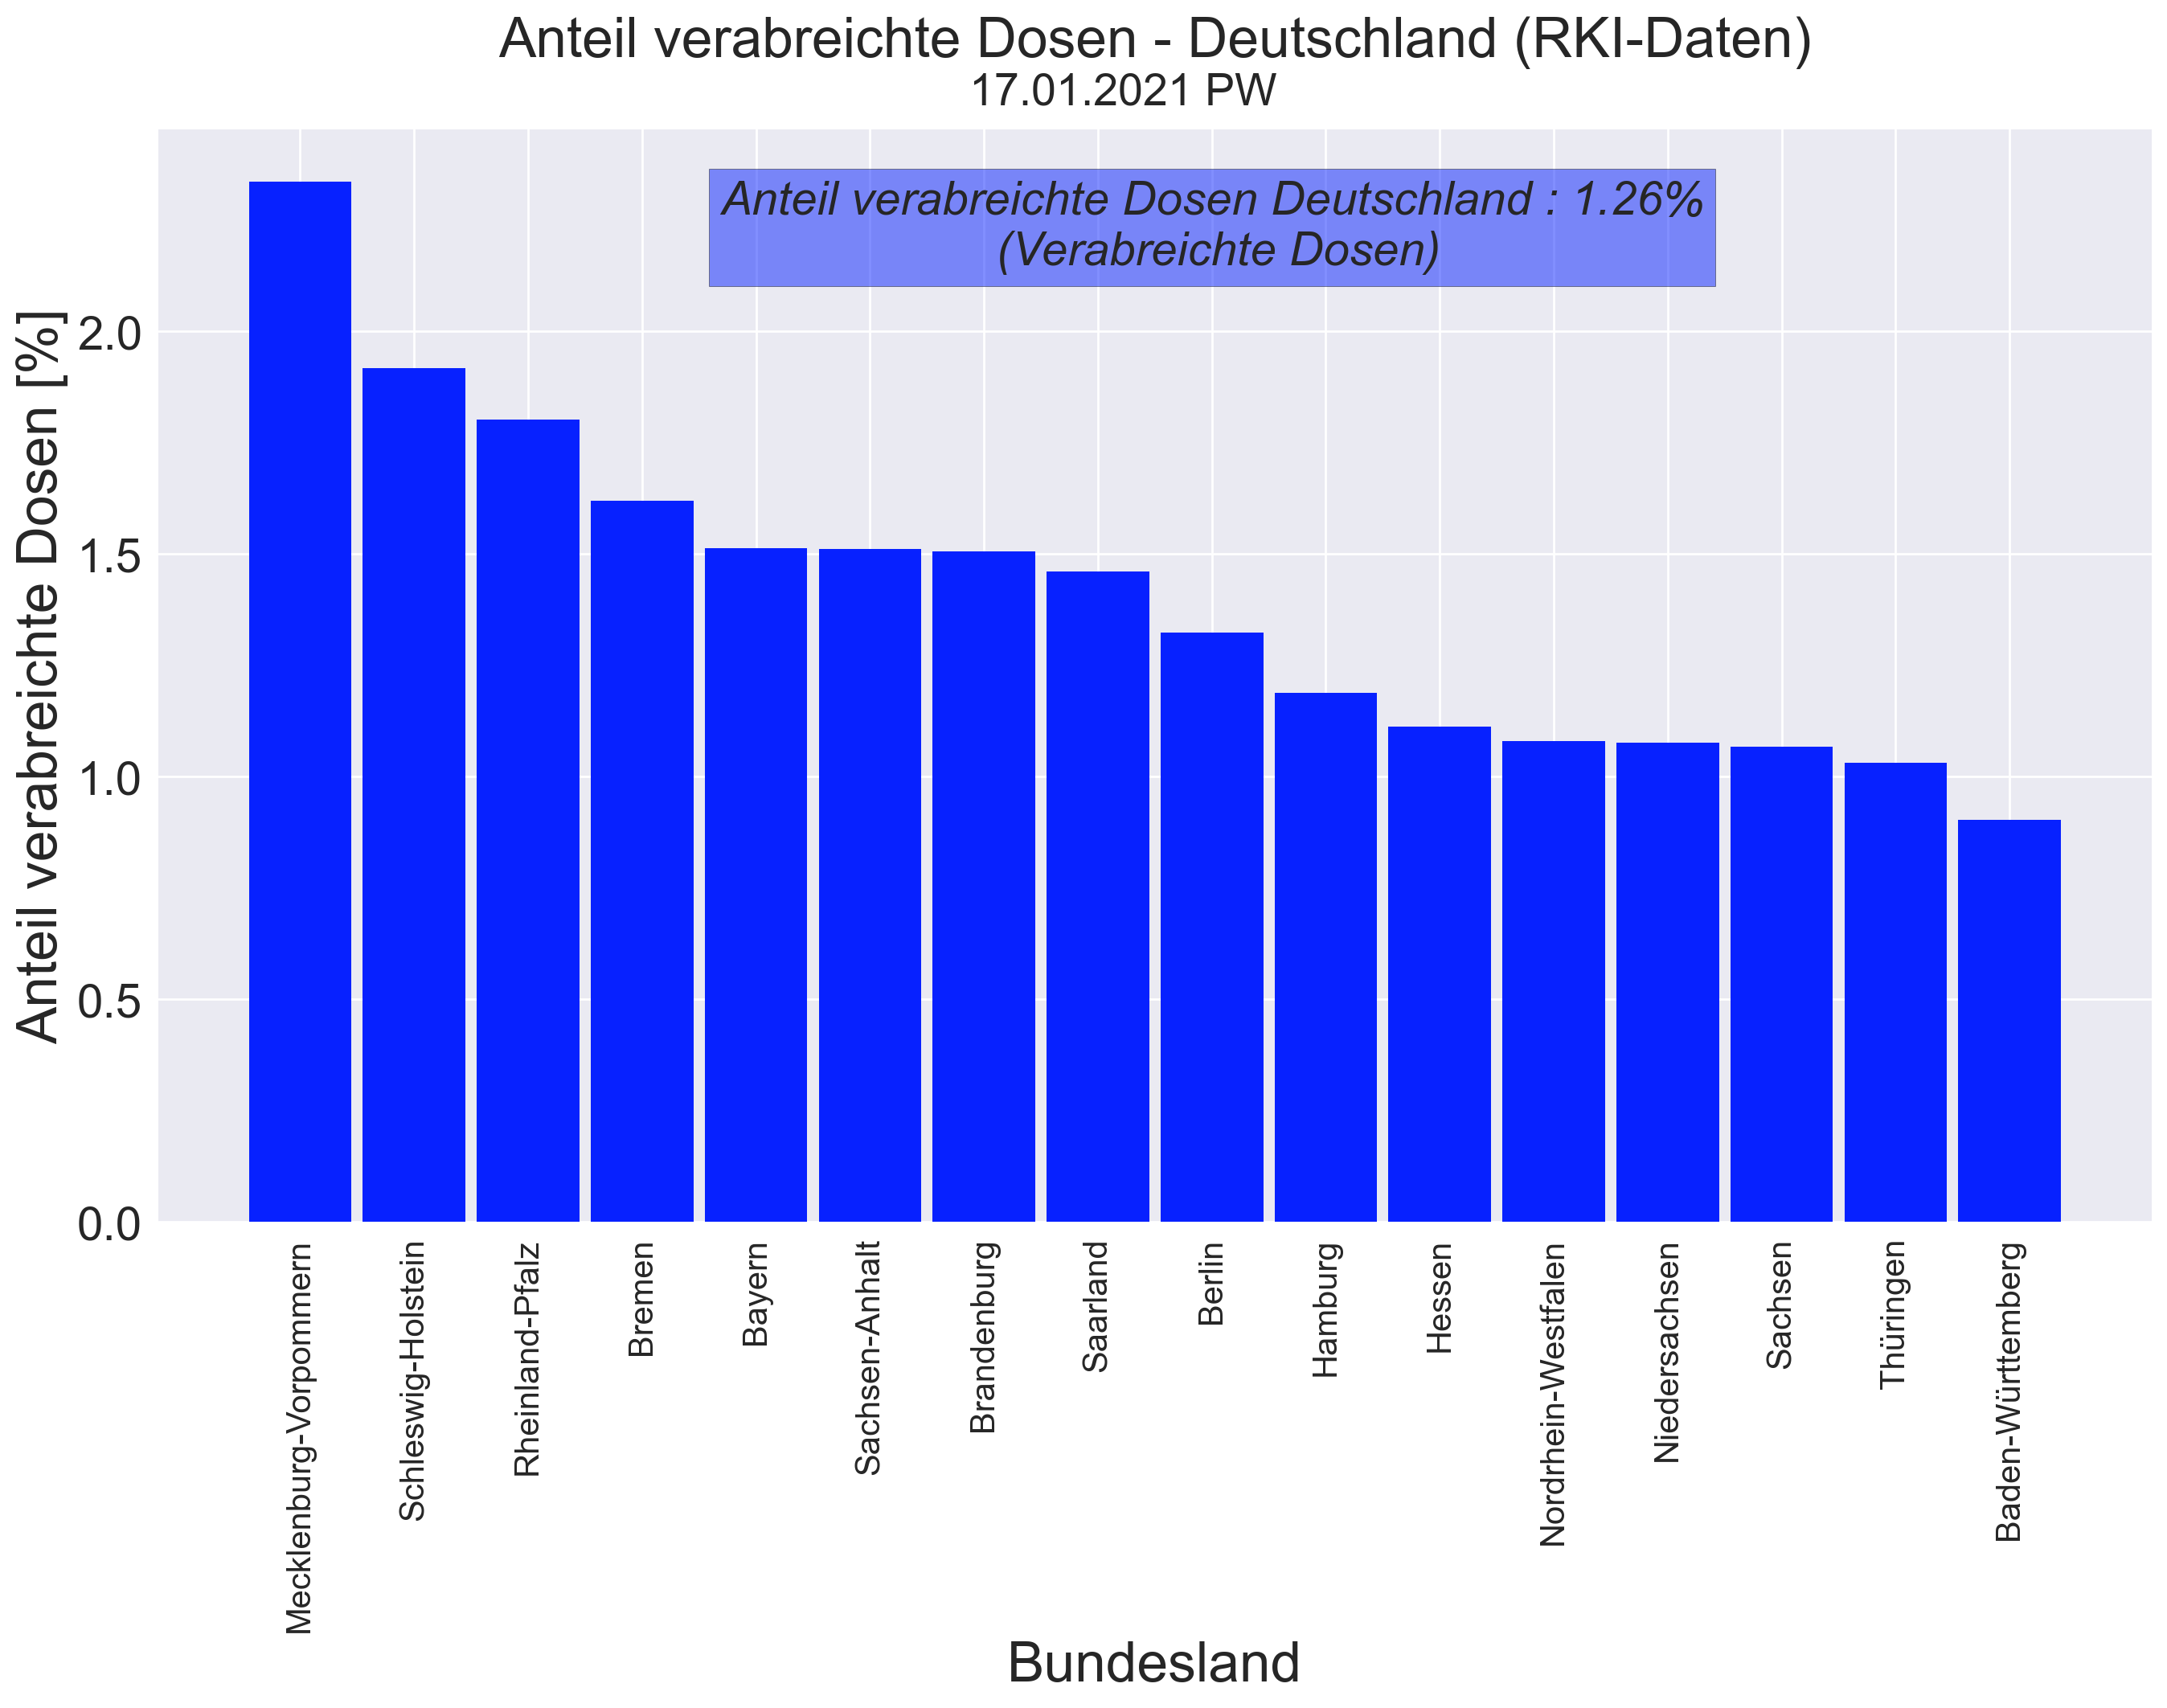 Anteil verabreichte Dosen - Deutschland (RKI-Daten)
17.01.2021 PW
Anteil verabreichte Dosen Deutschland : 1.26%
(Verabreichte Dosen)
Anteil verabreichte Dosen [%]
2.0
1.5
1.0
0.5
0.0
Mecklenburg-Vorpommern
Schleswig-Holstein
Rheinland-Pfalz
Bremen
Bayern
Sachsen-Anhalt
Brandenburg
Saarland
Berlin
Hamburg
Hessen
Nordrhein-Westfalen
Niedersachsen
Sachsen
Thüringen
Baden-Württemberg
Bundesland